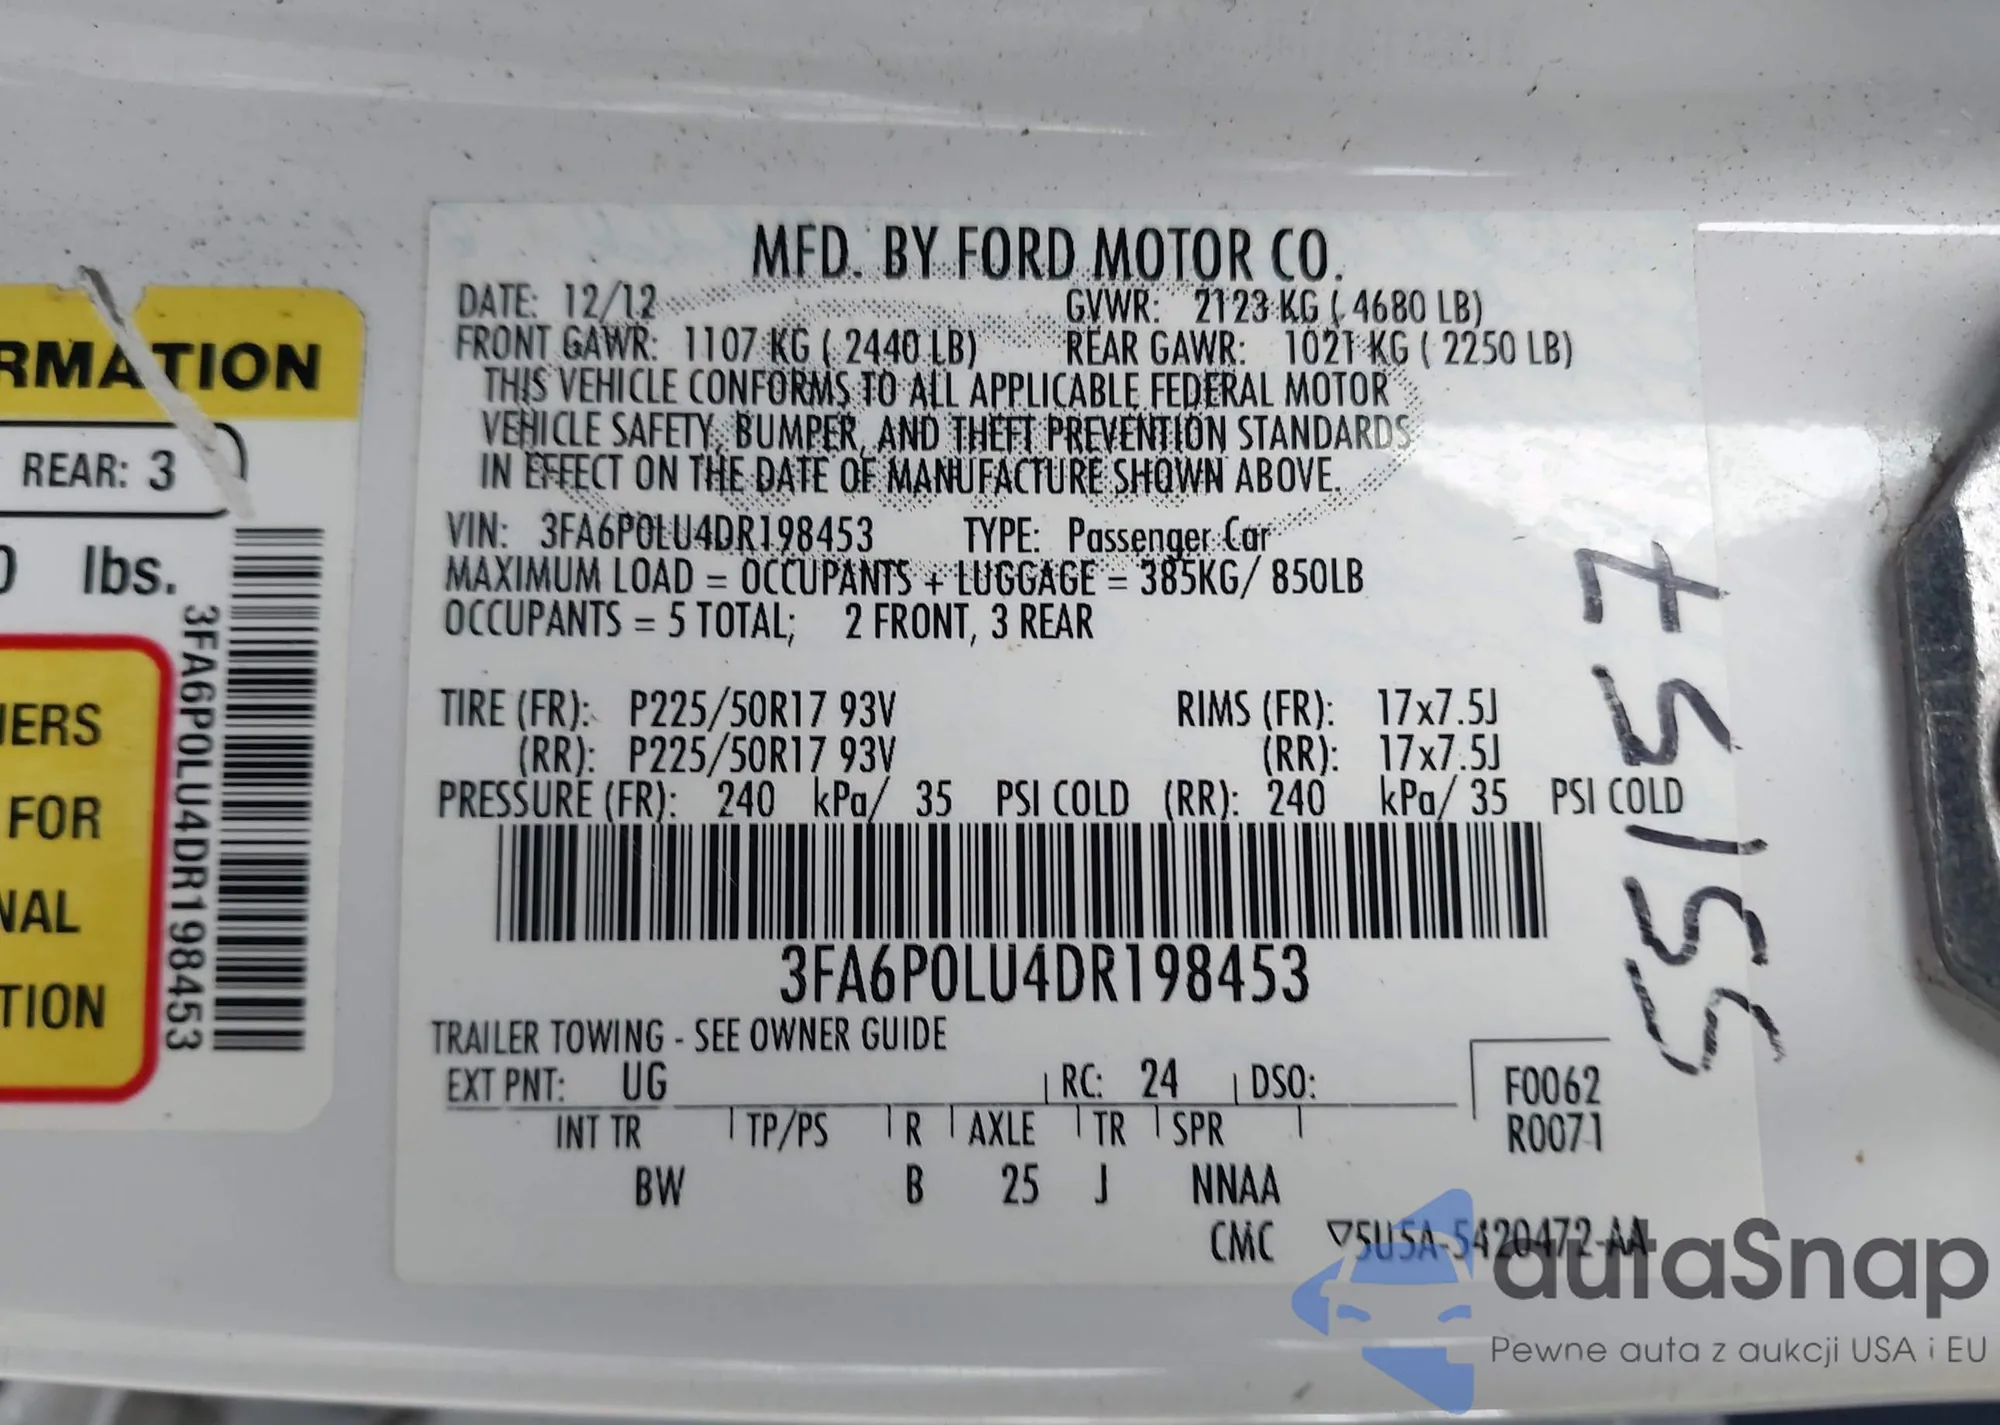 RMATION
REAR: 3
0 lbs.
IERS
FOR
NAL
TION
3FA6P0LU4DR198453
MFD. BY FORD MOTOR CO.
DATE: 12/12 GVWR: 2123 KG ( 4680 LB)
FRONT GAWR: 1107 KG ( 2440 LB) REAR GAWR: 1021 KG ( 2250 LB)
THIS VEHICLE CONFORMS TO ALL APPLICABLE FEDERAL MOTOR
VEHICLE SAFETY, BUMPER, AND THEFT PREVENTION STANDARDS
IN EFFECT ON THE DATE OF MANUFACTURE SHOWN ABOVE.
VIN: 3FA6P0LU4DR198453 TYPE: Passenger Car
MAXIMUM LOAD = OCCUPANTS + LUGGAGE = 385KG/ 850LB
OCCUPANTS = 5 TOTAL; 2 FRONT, 3 REAR
TIRE (FR): P225/50R17 93V RIMS (FR): 17x7.5J
(RR): P225/50R17 93V (RR): 17x7.5J
PRESSURE (FR): 240 kPa/ 35 PSI COLD (RR): 240 kPa/ 35 PSI COLD
3FA6P0LU4DR198453
TRAILER TOWING - SEE OWNER GUIDE
EXT PNT: UG RC: 24 DSO:
INT TR TP/PS R AXLE TR SPR
BW B 25 J NNAA
F0062
R0071
CMC ▽5U5A-5420472-AA
autaSnap
Pewne auta z aukcji USA i EU